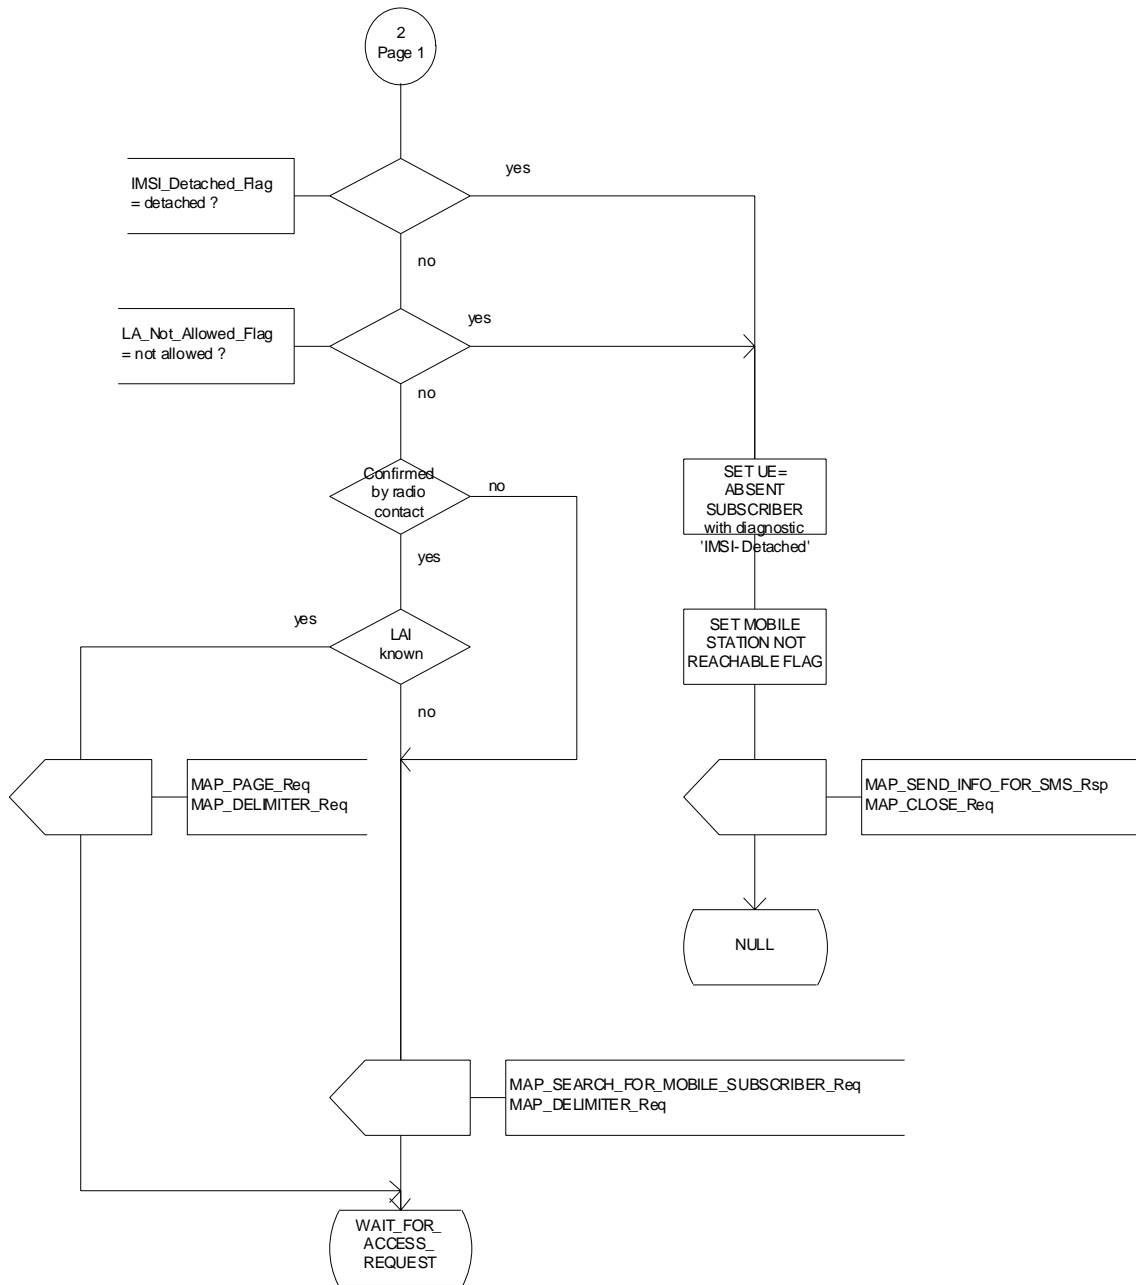 2
Page 1
yes
IMSI_Detached_Flag
= detached ?
no
yes
LA_Not_Allowed_Flag
= not allowed ?
no
Confirmed
by radio
contact
no
SET UE=
ABSENT
SUBSCRIBER
with diagnostic
'IMSI-Detached'
yes
yes
LAI
known
SET MOBILE
STATION NOT
REACHABLE FLAG
no
MAP_PAGE_Req
MAP_DELIMITER_Req
MAP_SEND_INFO_FOR_SMS_Rsp
MAP_CLOSE_Req
NULL
MAP_SEARCH_FOR_MOBILE_SUBSCRIBER_Req
MAP_DELIMITER_Req
WAIT_FOR_
ACCESS_
REQUEST